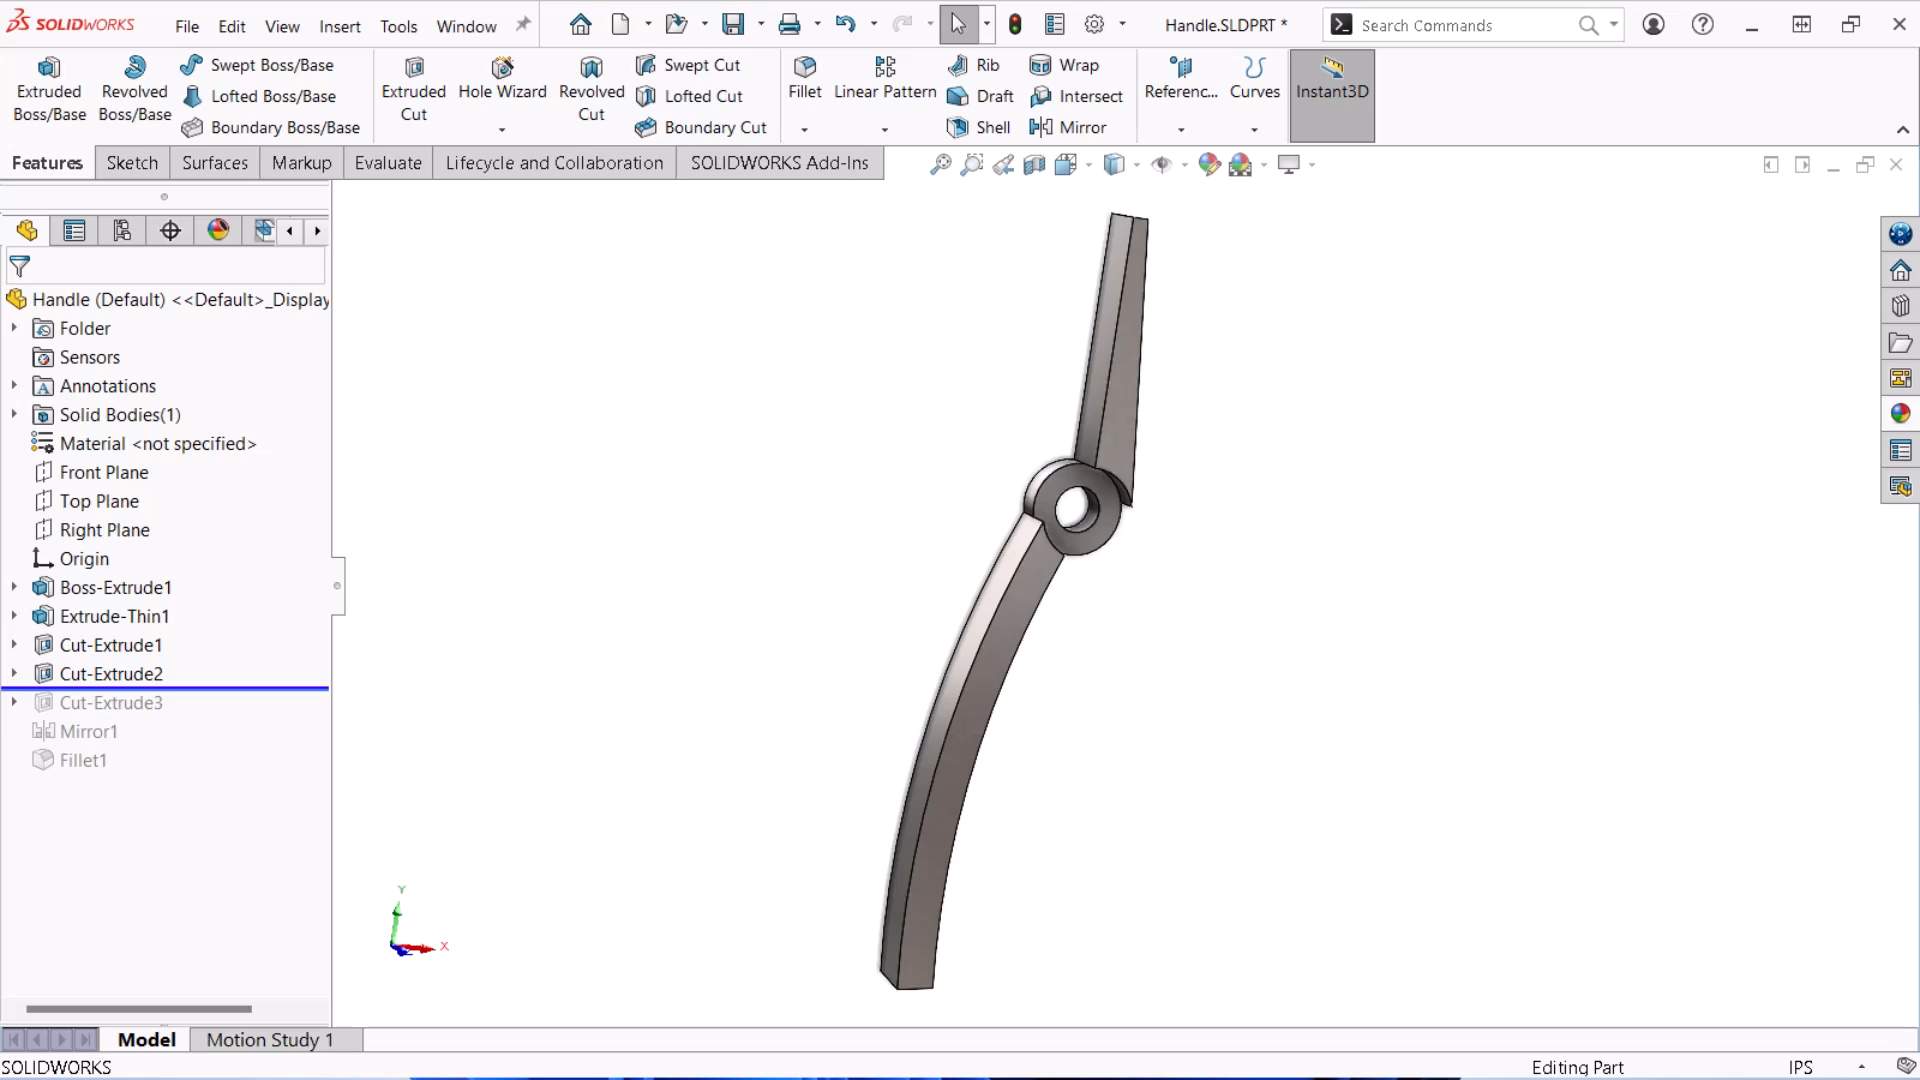 SOLIDWORKS File Edit View Insert Tools Window Handle.SLDPRT * Search Commands
Extruded Boss/Base
Revolved Boss/Base
Swept Boss/Base
Lofted Boss/Base
Boundary Boss/Base
Extruded Cut
Hole Wizard
Revolved Cut
Swept Cut
Lofted Cut
Boundary Cut
Fillet
Linear Pattern
Rib
Draft
Shell
Wrap
Intersect
Mirror
Referenc...
Curves
Instant3D
Features Sketch Surfaces Markup Evaluate Lifecycle and Collaboration SOLIDWORKS Add-Ins
Handle (Default) <<Default>_Display
Folder
Sensors
Annotations
Solid Bodies(1)
Material <not specified>
Front Plane
Top Plane
Right Plane
Origin
Boss-Extrude1
Extrude-Thin1
Cut-Extrude1
Cut-Extrude2
Cut-Extrude3
Mirror1
Fillet1
Y
X
Model Motion Study 1
SOLIDWORKS Editing Part IPS